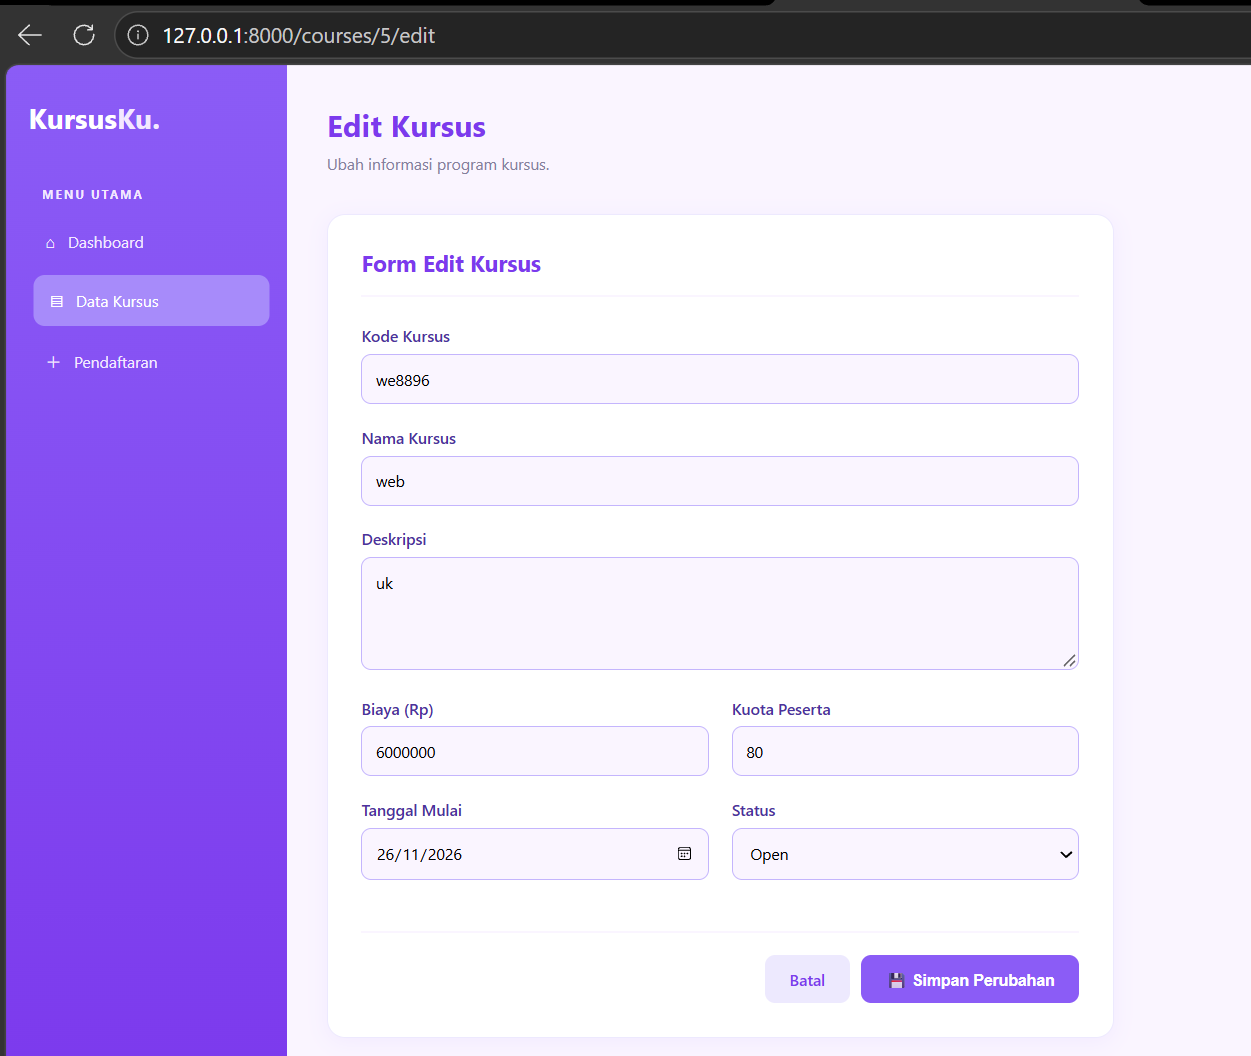 127.0.0.1:8000/courses/5/edit
KursusKu.
MENU UTAMA
Dashboard
Data Kursus
Pendaftaran
Edit Kursus
Ubah informasi program kursus.
Form Edit Kursus
Kode Kursus
we8896
Nama Kursus
web
Deskripsi
uk
Biaya (Rp) Kuota Peserta
6000000 80
Tanggal Mulai Status
26/11/2026 Open
Batal Simpan Perubahan